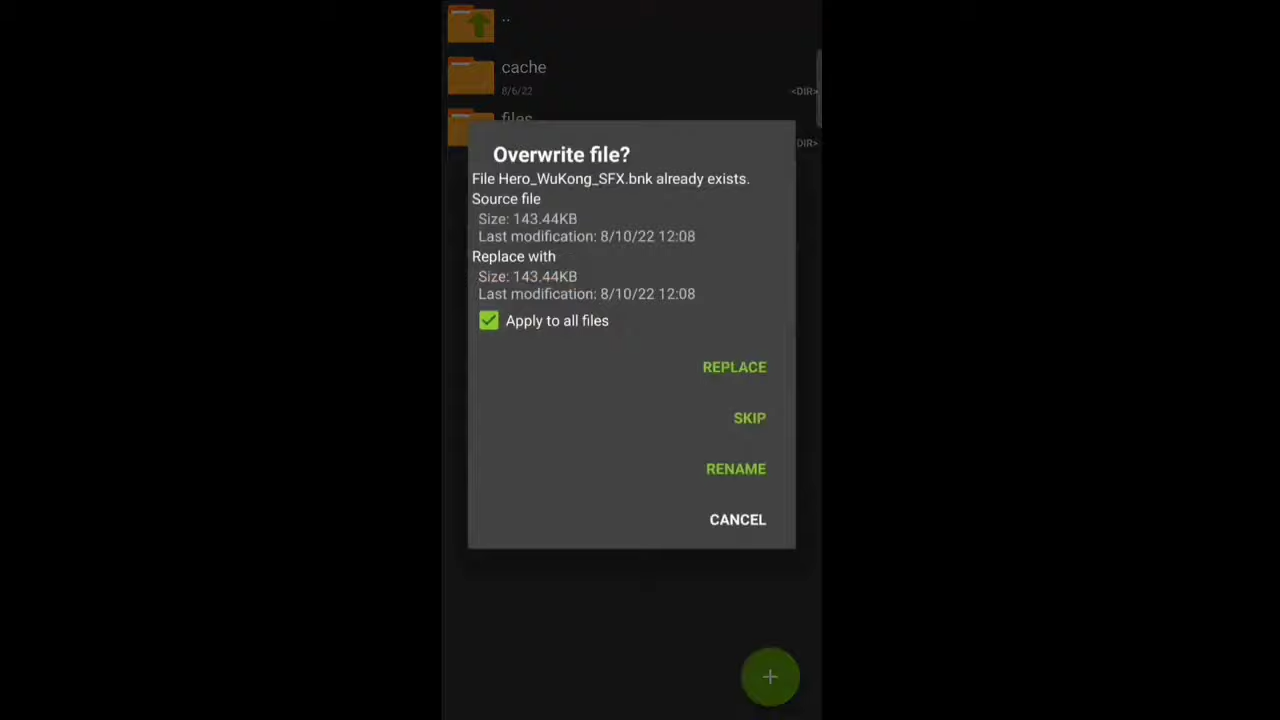 ..
cache
8/6/22
<DIR>
files
DIR>
Overwrite file?
File Hero_WuKong_SFX.bnk already exists.
Source file
Size: 143.44KB
Last modification: 8/10/22 12:08
Replace with
Size: 143.44KB
Last modification: 8/10/22 12:08
Apply to all files
REPLACE
SKIP
RENAME
CANCEL
+